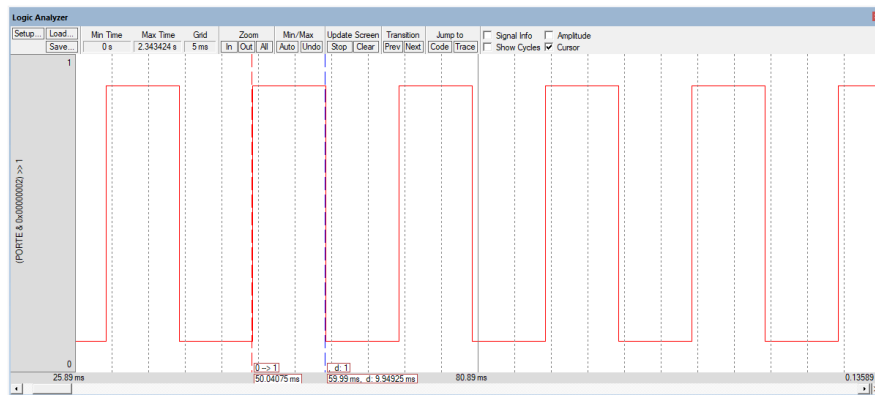 Logic Analyzer
Setup... Load... Min Time Max Time Grid Zoom Min/Max Update Screen Transition Jump to Signal Info Amplitude
Save... 0 s 2.343424 s 5 ms In Out All Auto Undo Stop Clear Prev Next Code Trace Show Cycles Cursor
1
(PORTE & 0x00000002) >> 1
0
0 --> 1 , d: 1
25.89 ms 50.04075 ms 59.99 ms, d: 9.94925 ms 80.89 ms 0.13589